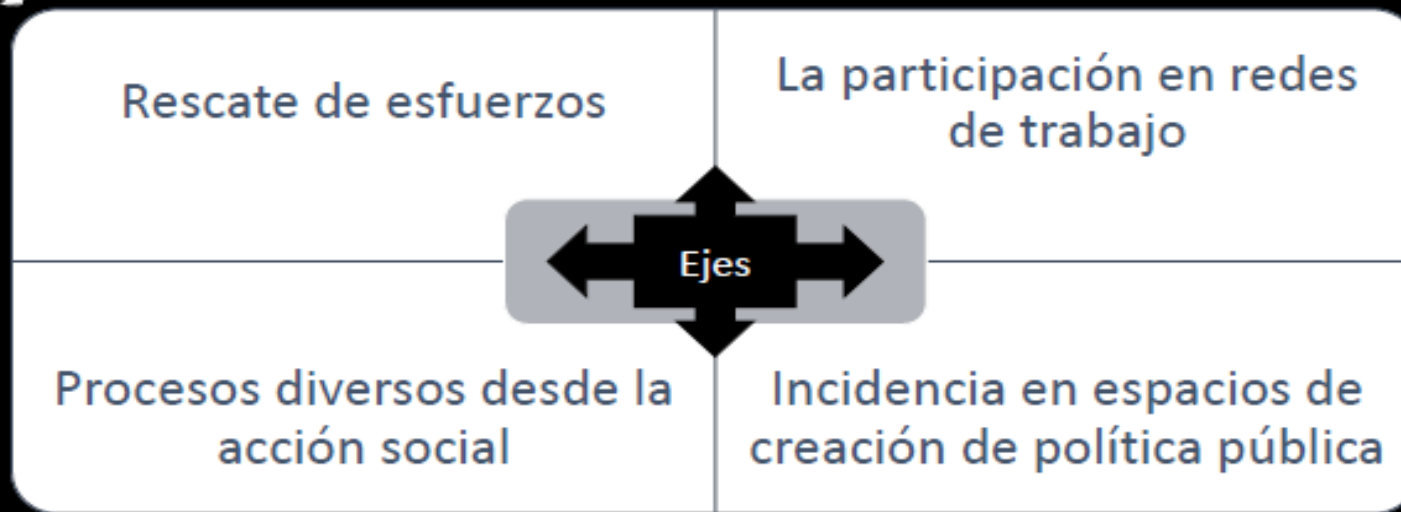 Rescate de esfuerzos
La participación en redes
de trabajo
Ejes
Procesos diversos desde la
acción social
Incidencia en espacios de
creación de política pública